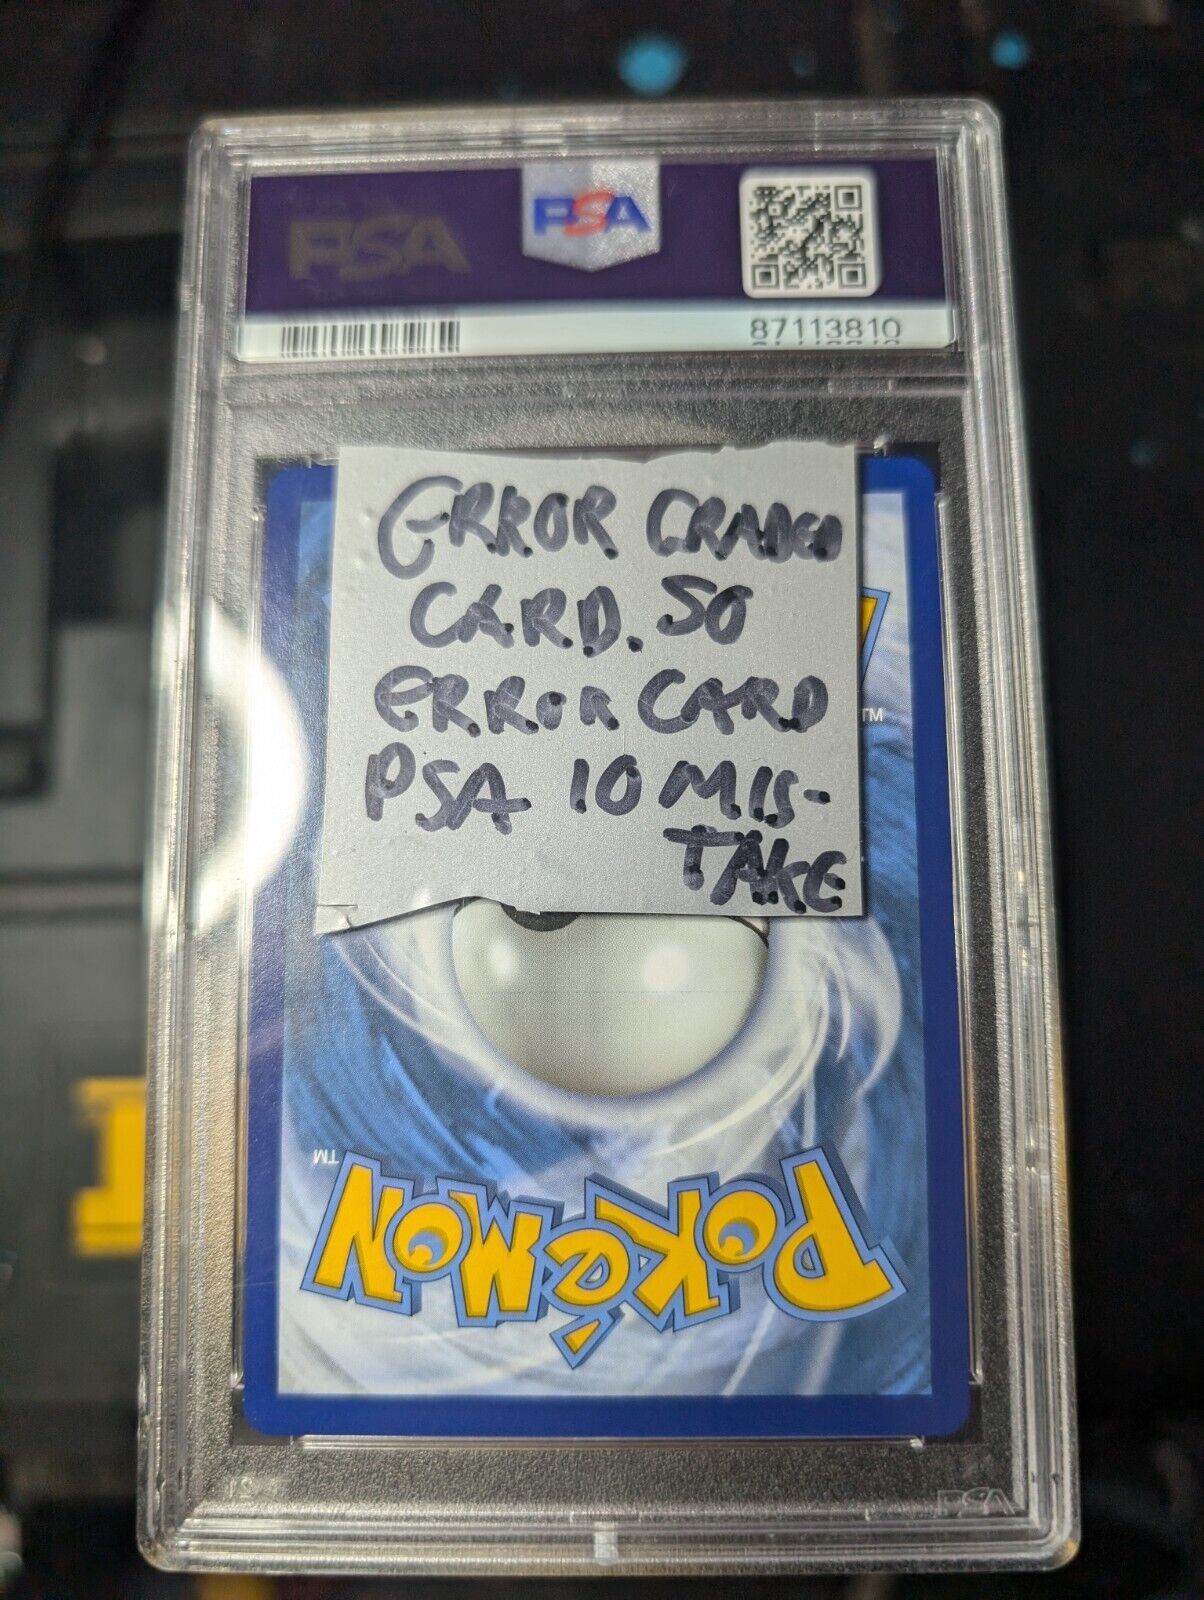 PSA
PSA
87113810
ERROR GRADED
CARD. SO
ERROR CARD
PSA 10 MIS-
TAKE
TM
TM
POKéMON
PSA